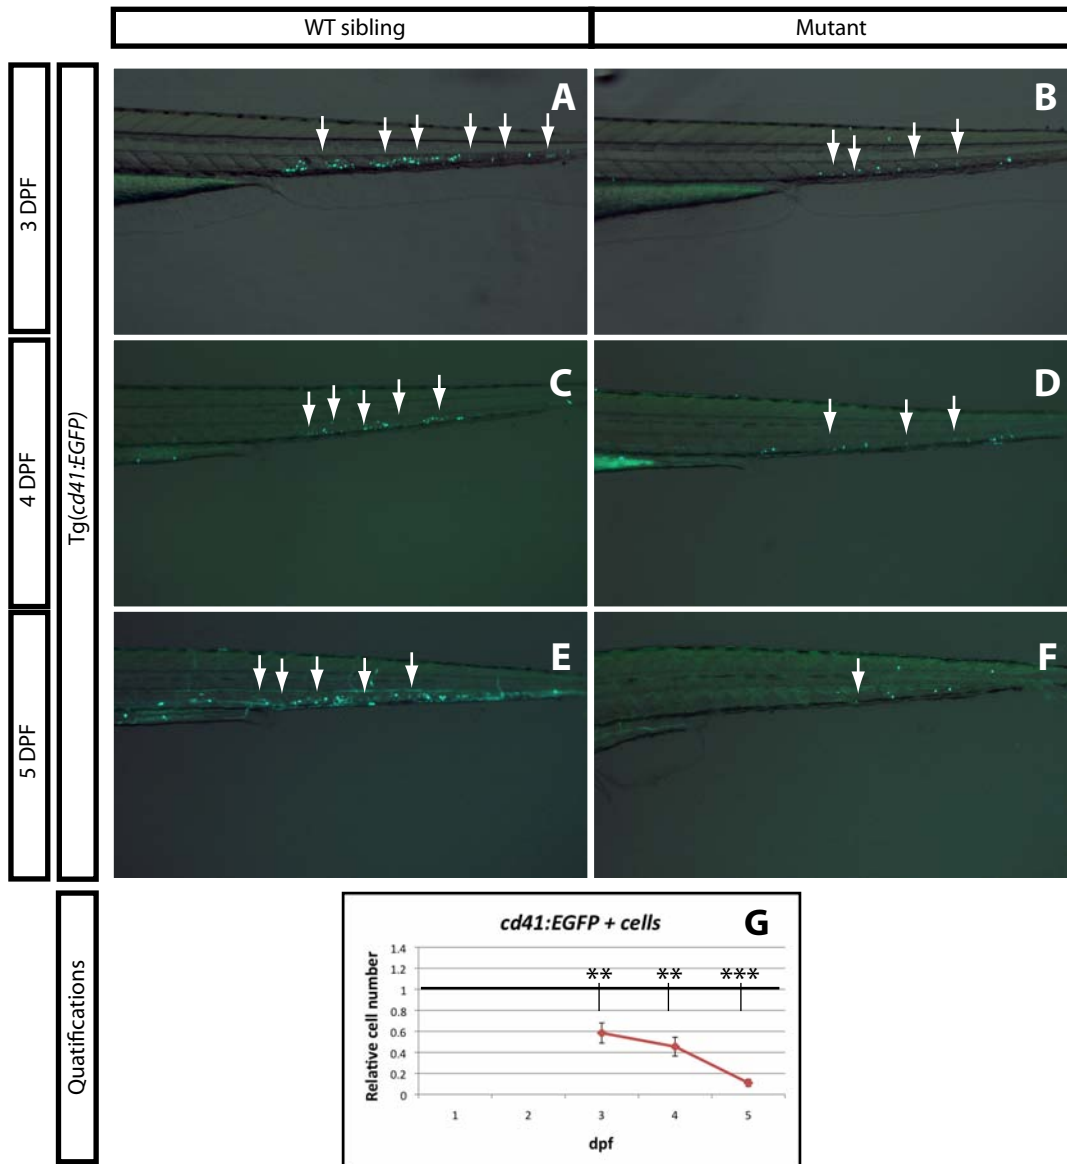 WT sibling
Mutant
3 DPF
4 DPF
5 DPF
Tg(cd41:EGFP)
A
B
C
D
E
F
Quatifications
cd41:EGFP + cells
G
Relative cell number
1.4
1.2
1
0.8
0.6
0.4
0.2
0
** ** ***
1 2 3 4 5
dpf